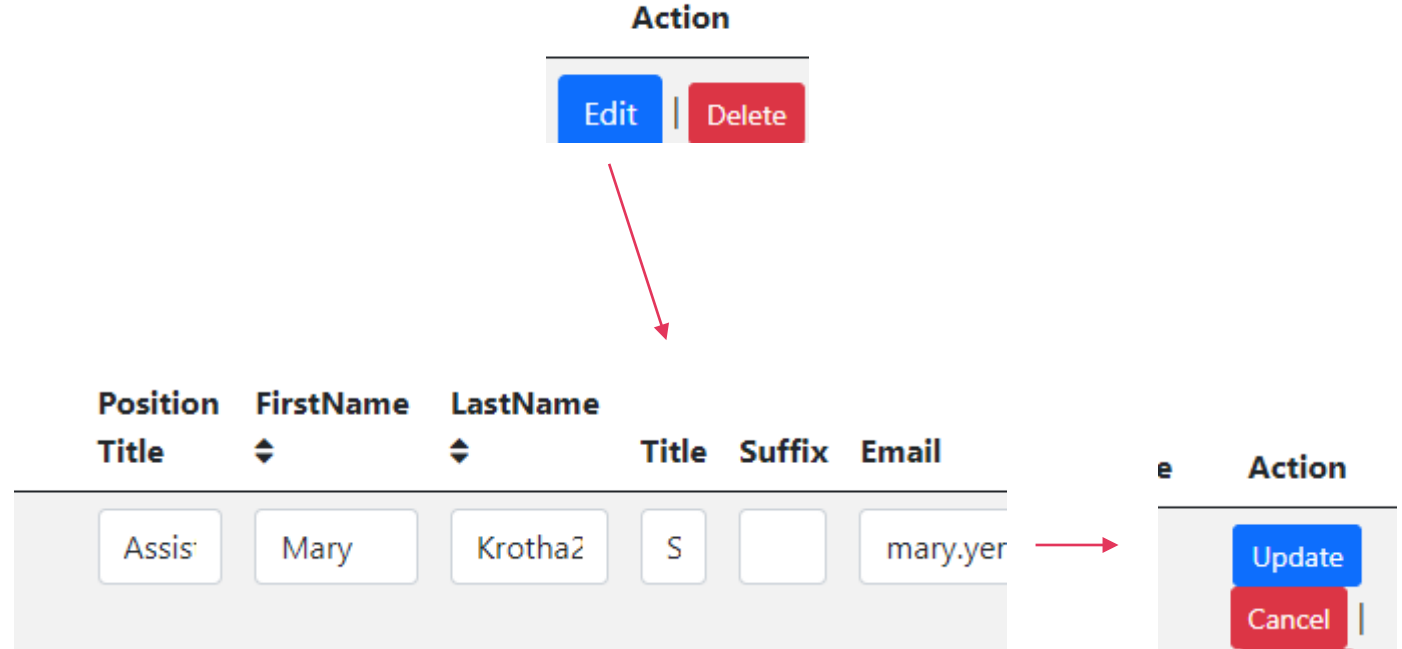 Action
Edit | Delete
Position FirstName LastName
Title Title Suffix Email
e Action
Assis Mary Krotha2 S mary.yer
Update
Cancel |